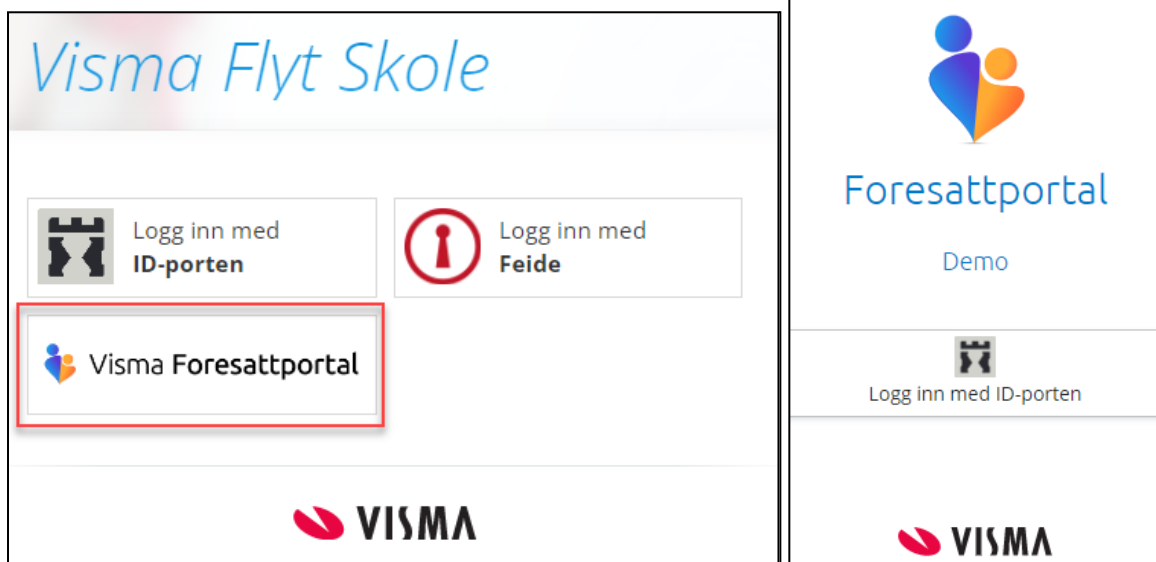 Visma Flyt Skole
Logg inn med
ID-porten
Logg inn med
Feide
Visma Foresattportal
VISMA
Foresattportal
Demo
Logg inn med ID-porten
VISMA